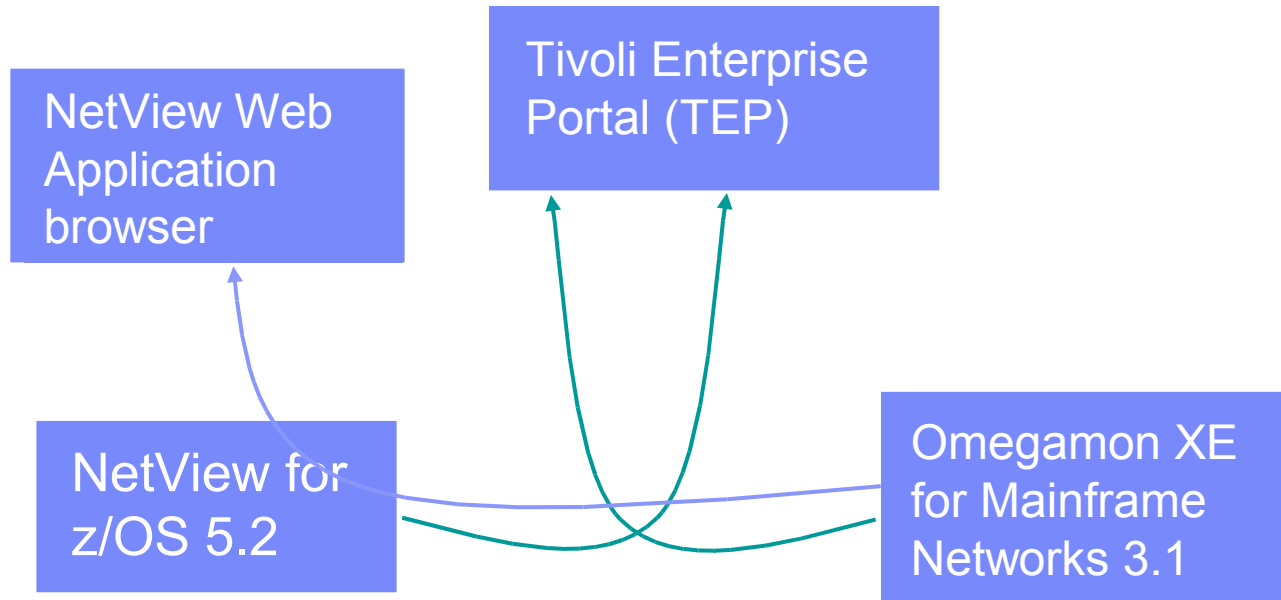 NetView Web
Application
browser
Tivoli Enterprise
Portal (TEP)
NetView for
z/OS 5.2
Omegamon XE
for Mainframe
Networks 3.1